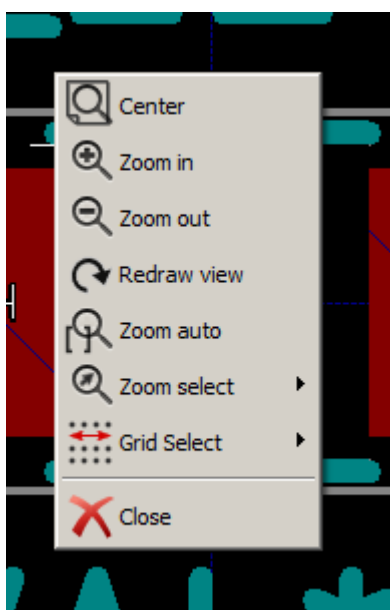 Center
Zoom in
Zoom out
Redraw view
Zoom auto
Zoom select
Grid Select
Close